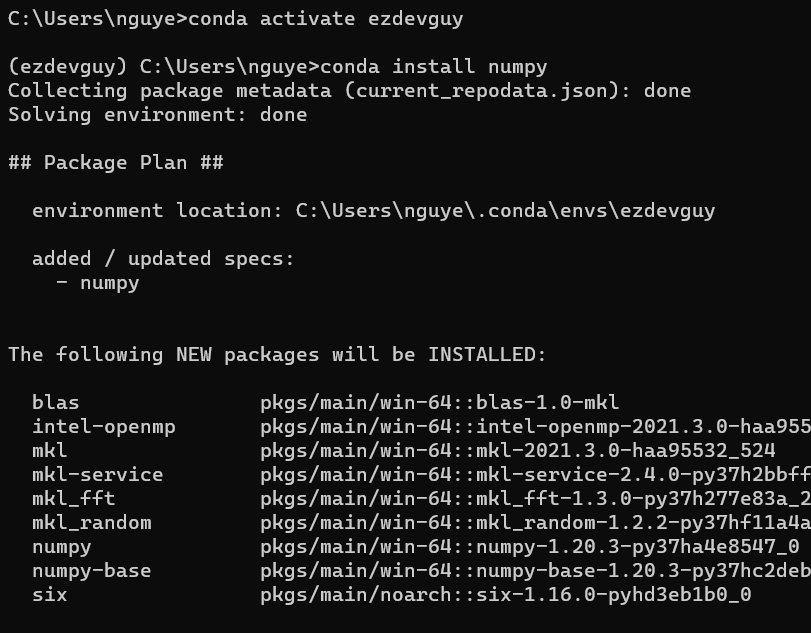 C:\Users\nguye>conda activate ezdevguy
(ezdevguy) C:\Users\nguye>conda install numpy
Collecting package metadata (current_repodata.json): done
Solving environment: done
## Package Plan ##
environment location: C:\Users\nguye\.conda\envs\ezdevguy
added / updated specs:
- numpy
The following NEW packages will be INSTALLED:
blas pkgs/main/win-64::blas-1.0-mkl
intel-openmp pkgs/main/win-64::intel-openmp-2021.3.0-haa955
mkl pkgs/main/win-64::mkl-2021.3.0-haa95532_524
mkl-service pkgs/main/win-64::mkl-service-2.4.0-py37h2bbff
mkl_fft pkgs/main/win-64::mkl_fft-1.3.0-py37h277e83a_2
mkl_random pkgs/main/win-64::mkl_random-1.2.2-py37hf11a4a
numpy pkgs/main/win-64::numpy-1.20.3-py37ha4e8547_0
numpy-base pkgs/main/win-64::numpy-base-1.20.3-py37hc2deb
six pkgs/main/noarch::six-1.16.0-pyhd3eb1b0_0